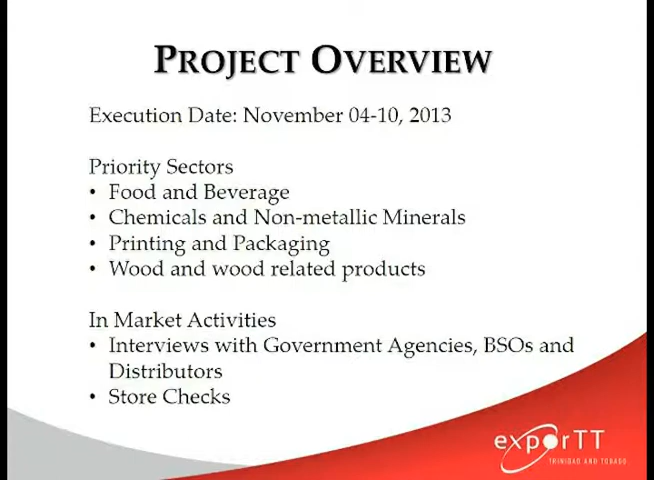 PROJECT OVERVIEW
Execution Date: November 04-10, 2013
Priority Sectors
• Food and Beverage
• Chemicals and Non-metallic Minerals
• Printing and Packaging
• Wood and wood related products
In Market Activities
• Interviews with Government Agencies, BSOs and
Distributors
• Store Checks
exporTT
TRINIDAD AND TOBAGO